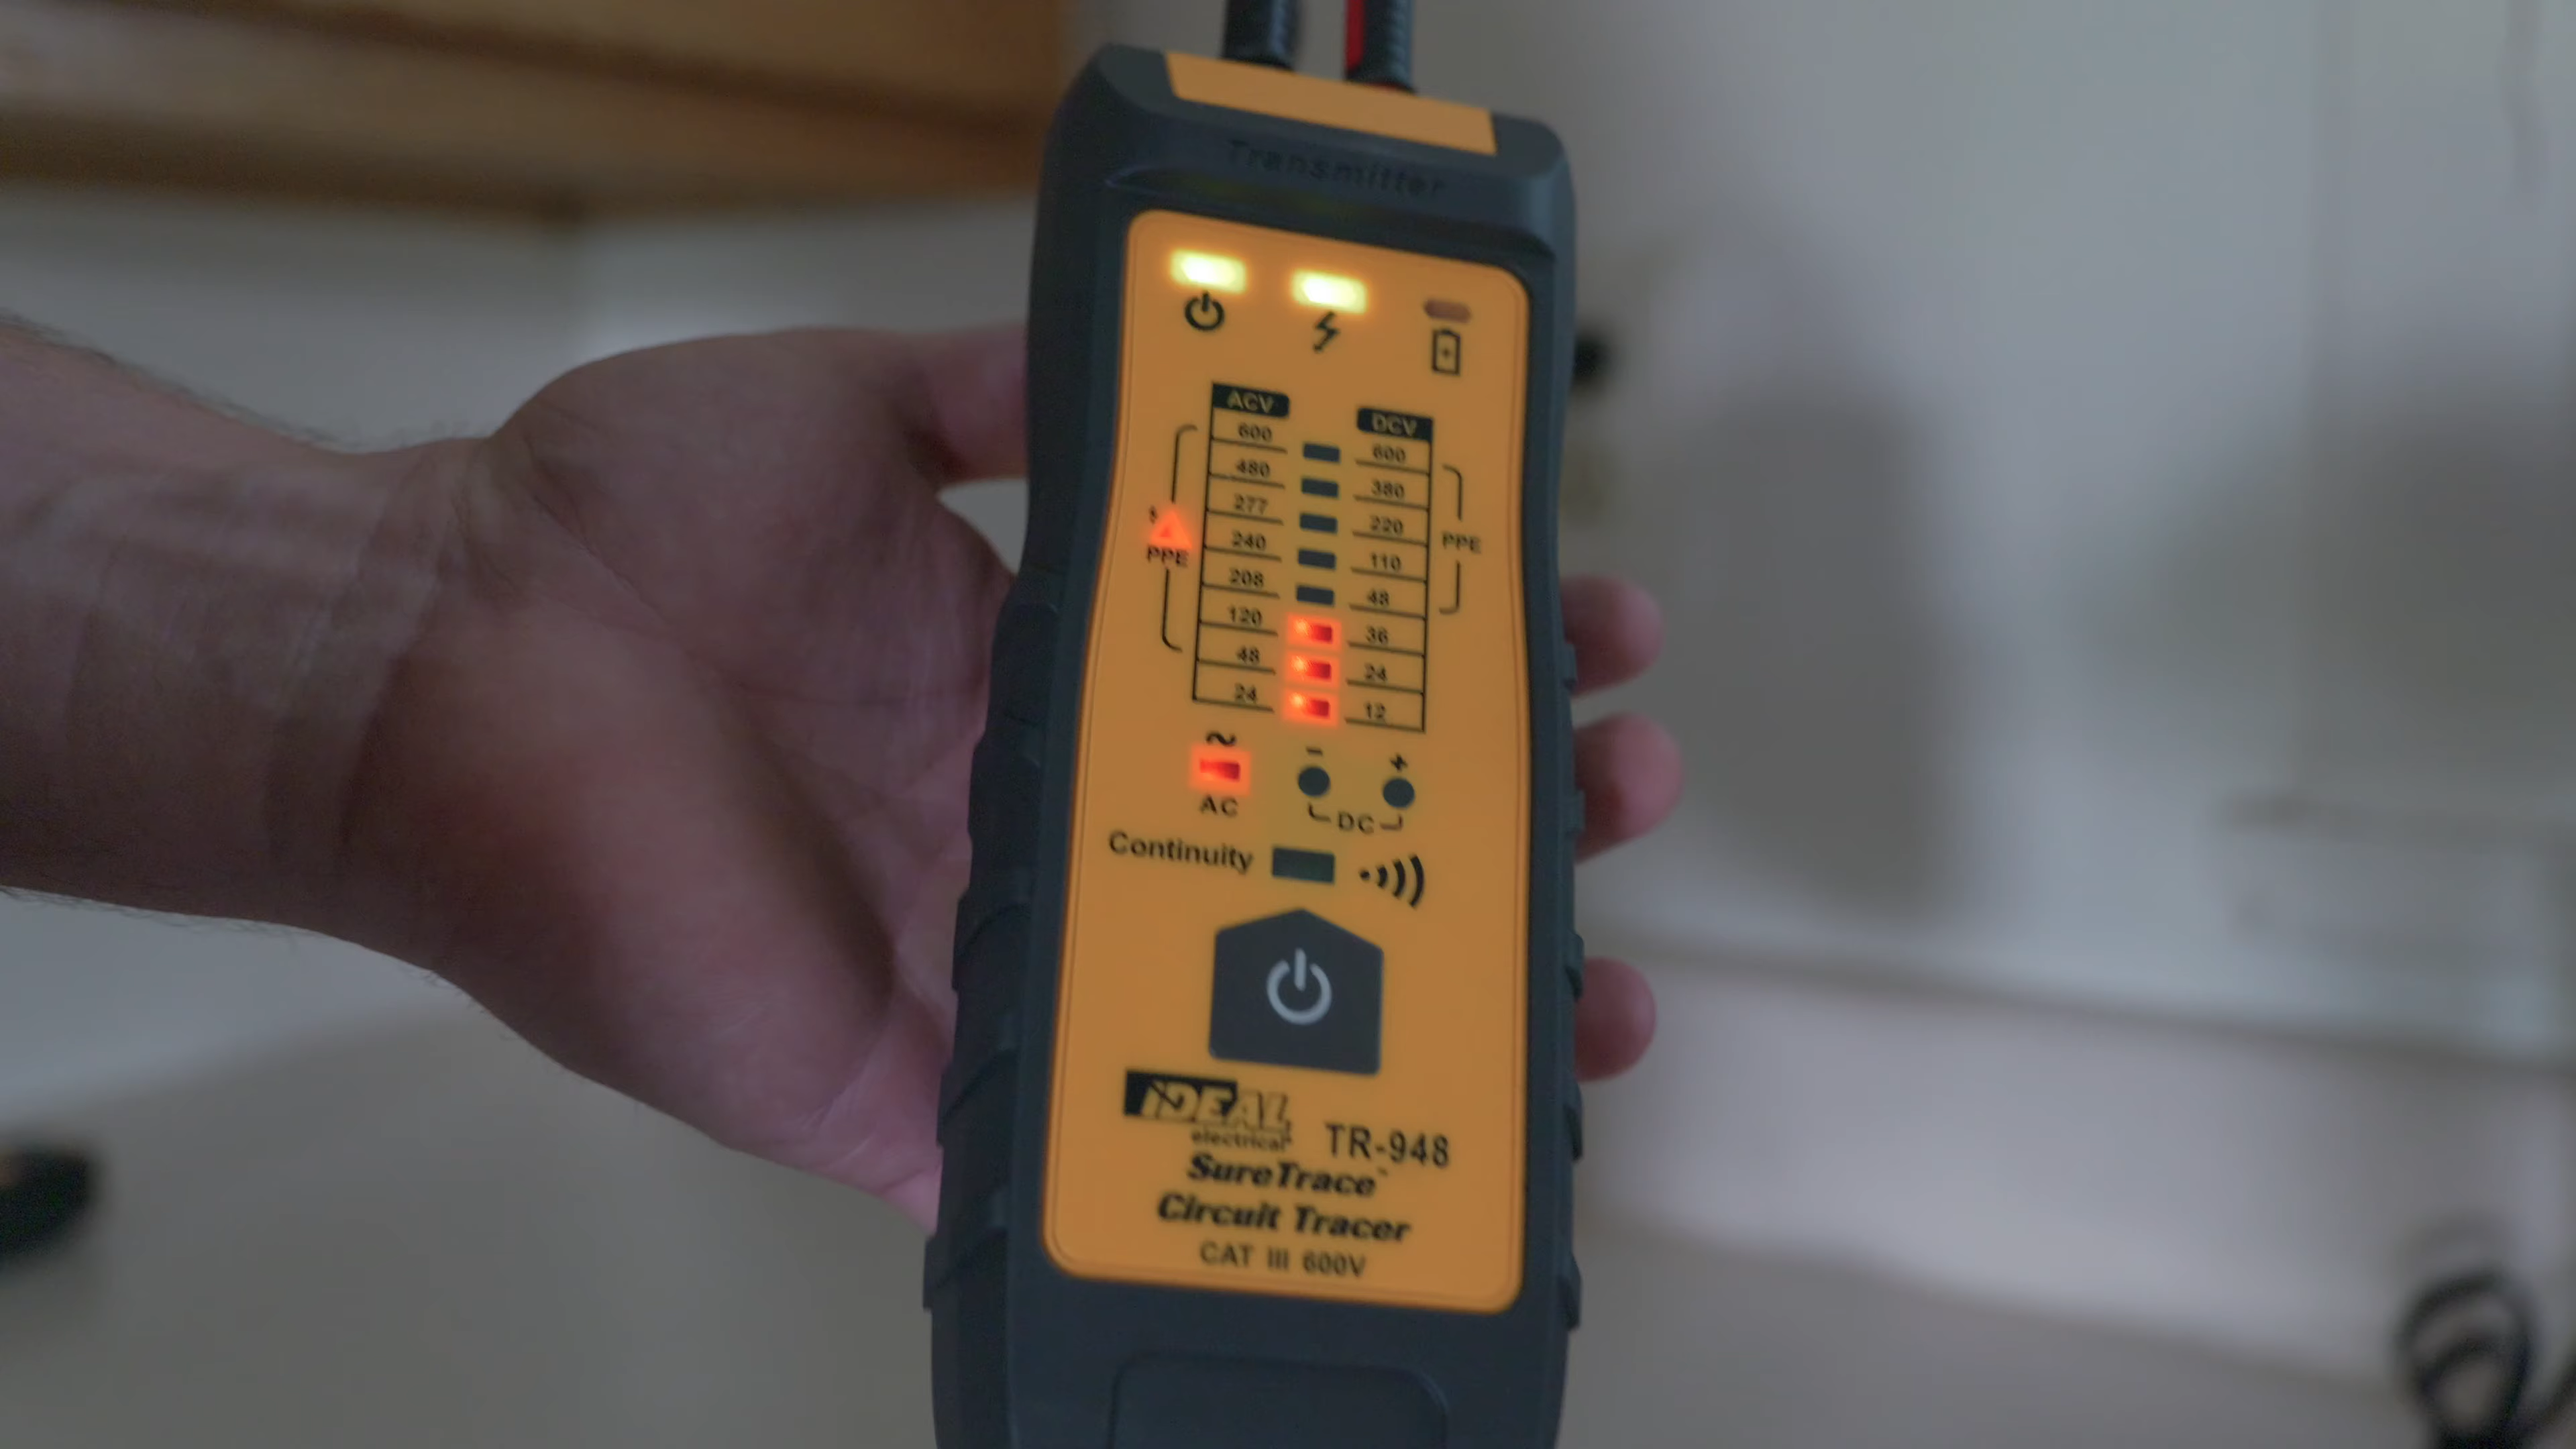 Transmitter
ACV
DCV
600
600
480
380
277
220
240
110
208
48
120
36
48
24
24
12
PPE
PPE
~
- +
AC
DC
Continuity
iDEAL
electrical
TR-948
SureTrace™
Circuit Tracer
CAT III 600V